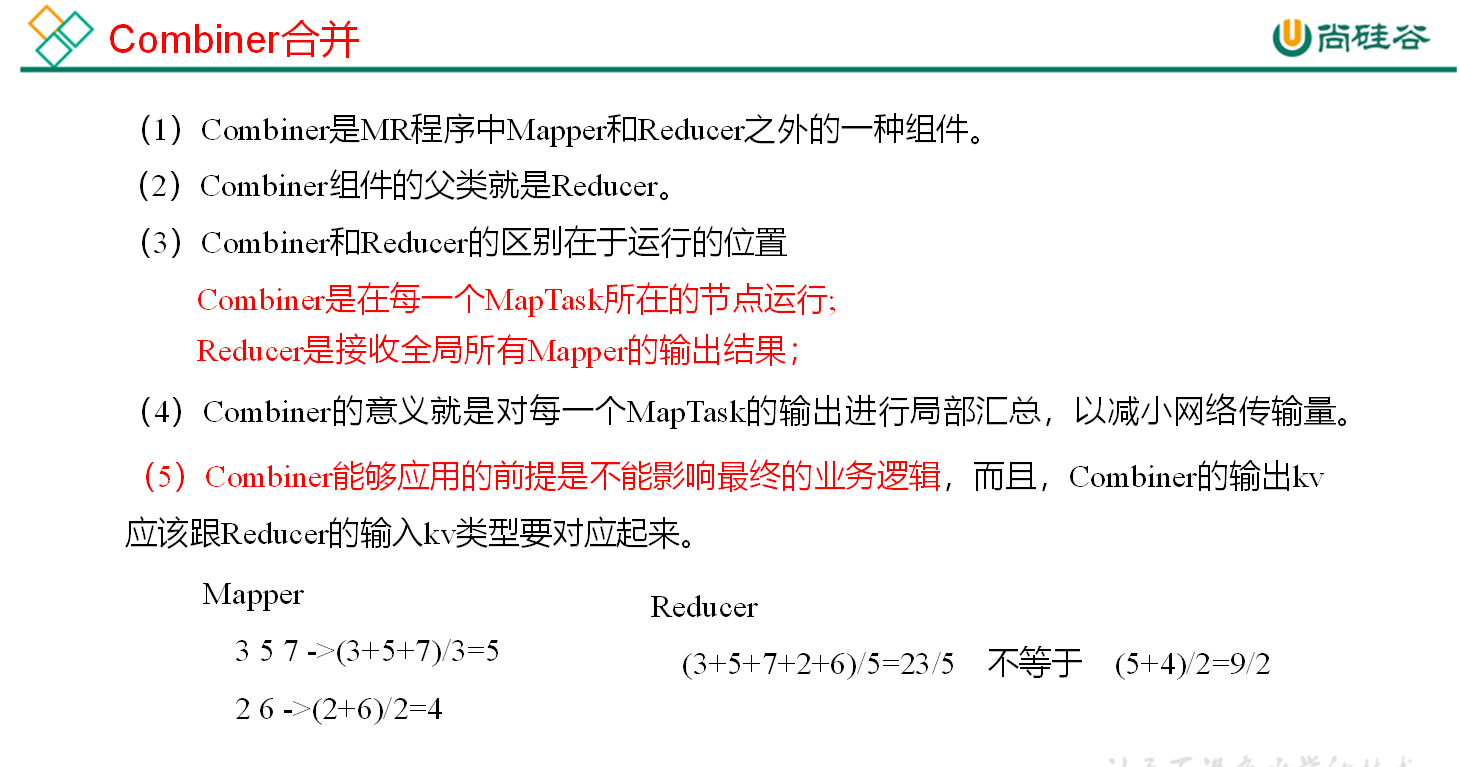 Combiner合并
尚硅谷
（1）Combiner是MR程序中Mapper和Reducer之外的一种组件。
（2）Combiner组件的父类就是Reducer。
（3）Combiner和Reducer的区别在于运行的位置
Combiner是在每一个MapTask所在的节点运行;
Reducer是接收全局所有Mapper的输出结果；
（4）Combiner的意义就是对每一个MapTask的输出进行局部汇总，以减小网络传输量。
（5）Combiner能够应用的前提是不能影响最终的业务逻辑，而且，Combiner的输出kv
应该跟Reducer的输入kv类型要对应起来。
Mapper
3 5 7 ->(3+5+7)/3=5
2 6 ->(2+6)/2=4
Reducer
(3+5+7+2+6)/5=23/5 不等于 (5+4)/2=9/2